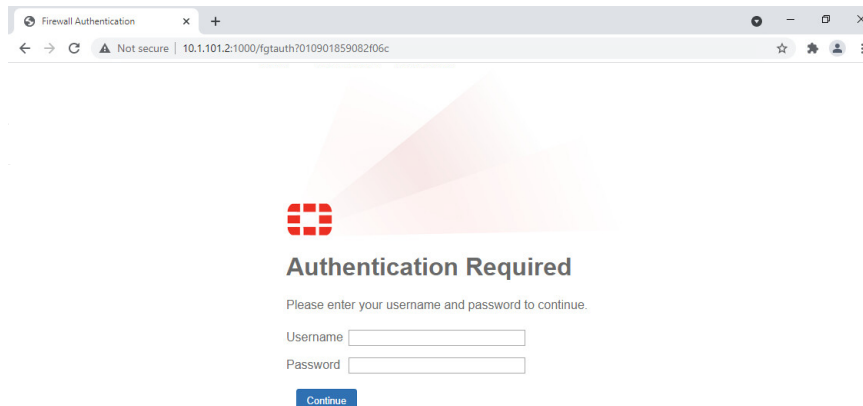 Firewall Authentication
Not secure | 10.1.101.2:1000/fgtauth?010901859082f06c
Authentication Required
Please enter your username and password to continue.
Username
Password
Continue